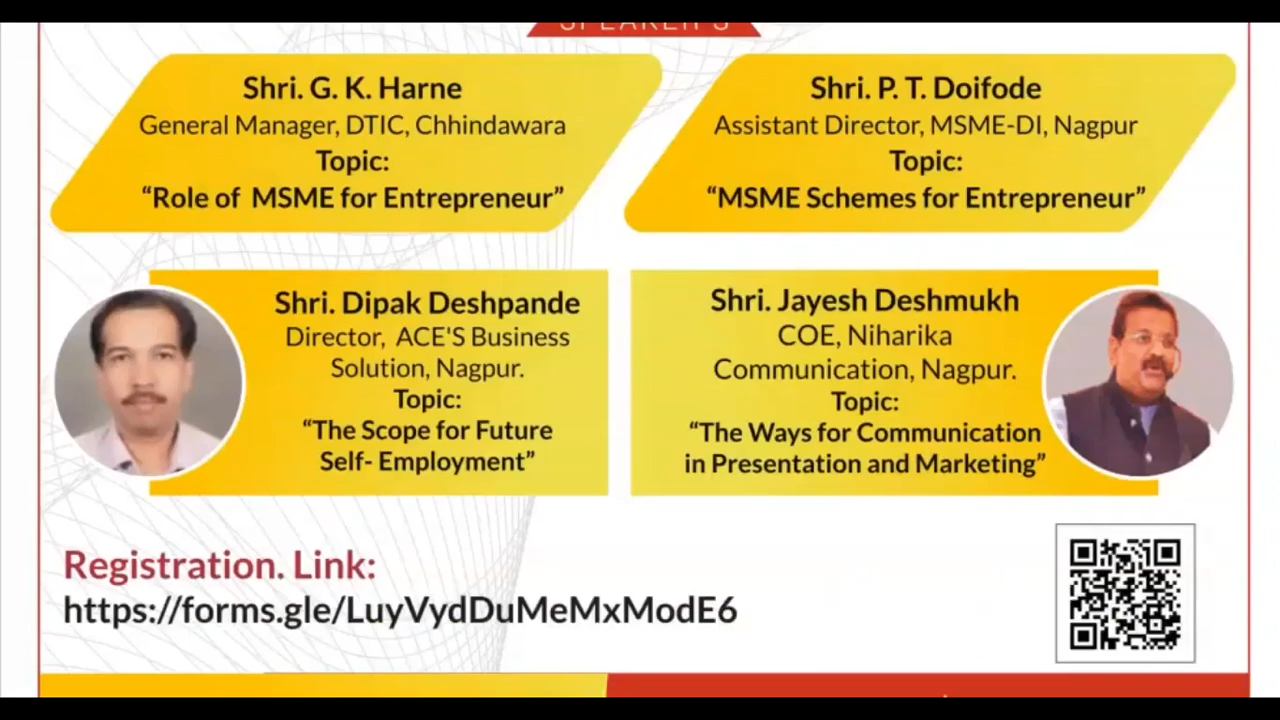 SPEAKER'S
Shri. G. K. Harne
General Manager, DTIC, Chhindawara
Topic:
“Role of MSME for Entrepreneur”
Shri. P. T. Doifode
Assistant Director, MSME-DI, Nagpur
Topic:
“MSME Schemes for Entrepreneur”
Shri. Dipak Deshpande
Director, ACE'S Business
Solution, Nagpur.
Topic:
“The Scope for Future
Self- Employment”
Shri. Jayesh Deshmukh
COE, Niharika
Communication, Nagpur.
Topic:
“The Ways for Communication
in Presentation and Marketing”
Registration. Link:
https://forms.gle/LuyVydDuMeMxModE6